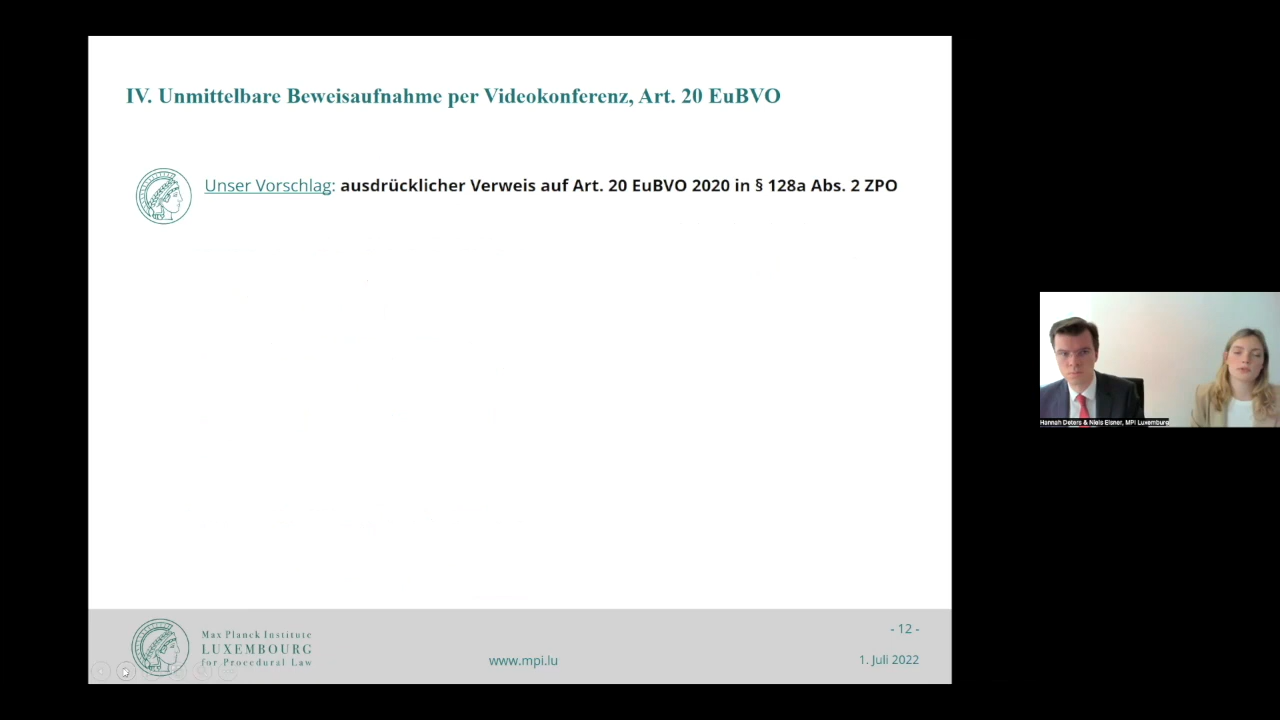 IV. Unmittelbare Beweisaufnahme per Videokonferenz, Art. 20 EuBVO
Unser Vorschlag: ausdrücklicher Verweis auf Art. 20 EuBVO 2020 in § 128a Abs. 2 ZPO
Hannah Deters & Niels Elsner, MPI Luxemburg
Max Planck Institute
LUXEMBOURG
for Procedural Law
www.mpi.lu
- 12 -
1. Juli 2022